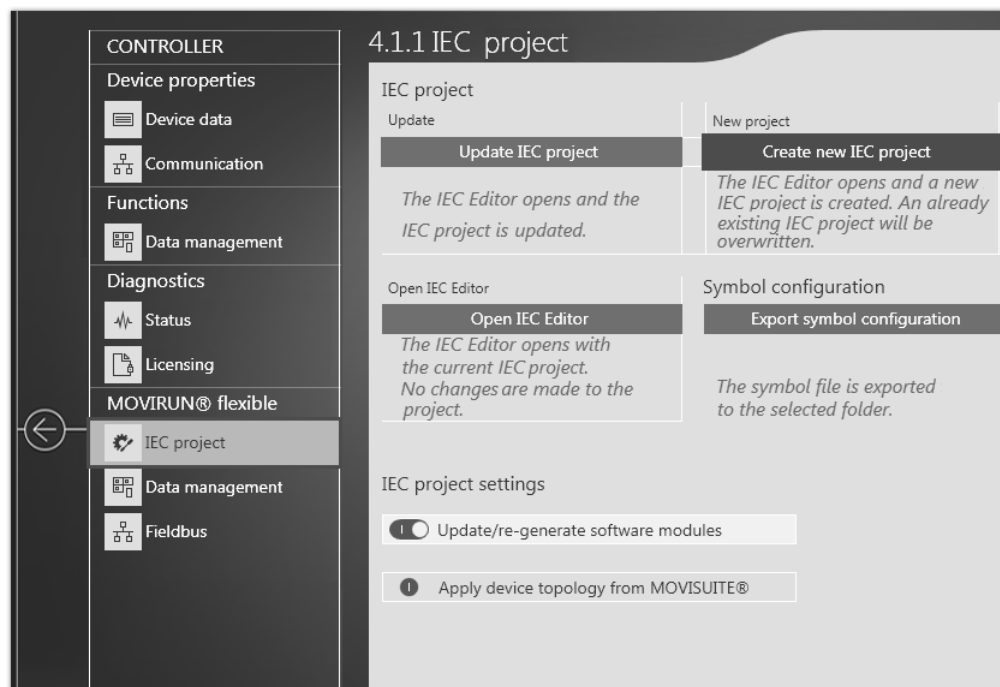 CONTROLLER
Device properties
Device data
Communication
Functions
Data management
Diagnostics
Status
Licensing
MOVIRUN® flexible
IEC project
Data management
Fieldbus
4.1.1 IEC project
IEC project
Update
Update IEC project
The IEC Editor opens and the
IEC project is updated.
New project
Create new IEC project
The IEC Editor opens and a new
IEC project is created. An already
existing IEC project will be
overwritten.
Open IEC Editor
Open IEC Editor
The IEC Editor opens with
the current IEC project.
No changes are made to the
project.
Symbol configuration
Export symbol configuration
The symbol file is exported
to the selected folder.
IEC project settings
Update/re-generate software modules
Apply device topology from MOVISUITE®